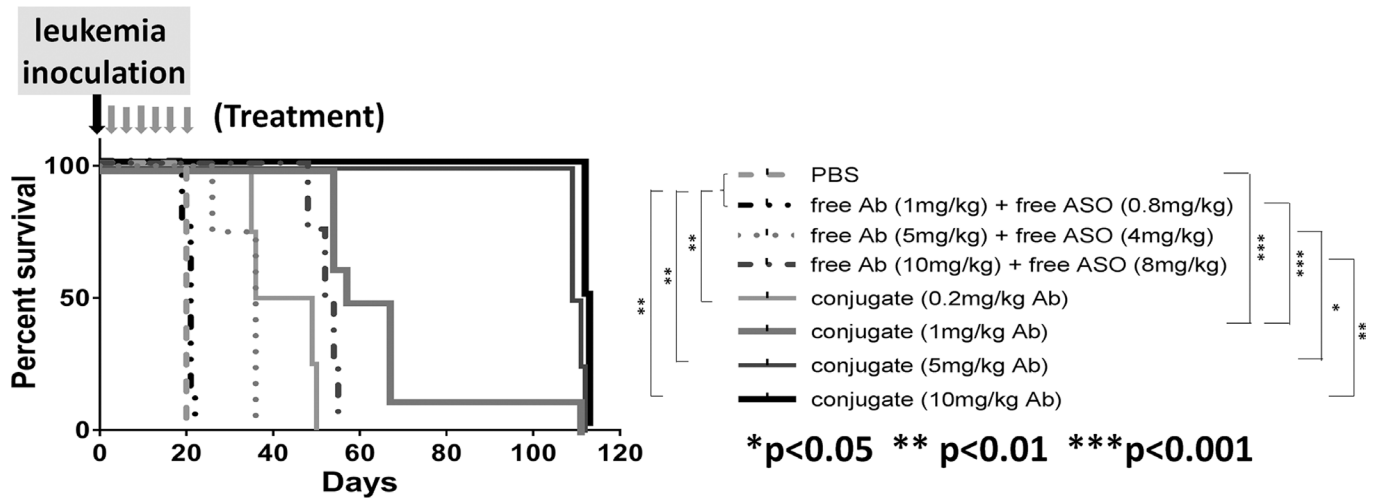 leukemia
inoculation
(Treatment)
Percent survival
100
50
0
0 20 40 60 80 100 120
Days
PBS
free Ab (1mg/kg) + free ASO (0.8mg/kg)
free Ab (5mg/kg) + free ASO (4mg/kg)
free Ab (10mg/kg) + free ASO (8mg/kg)
conjugate (0.2mg/kg Ab)
conjugate (1mg/kg Ab)
conjugate (5mg/kg Ab)
conjugate (10mg/kg Ab)
**
**
**
***
***
*
**
*p<0.05 ** p<0.01 ***p<0.001